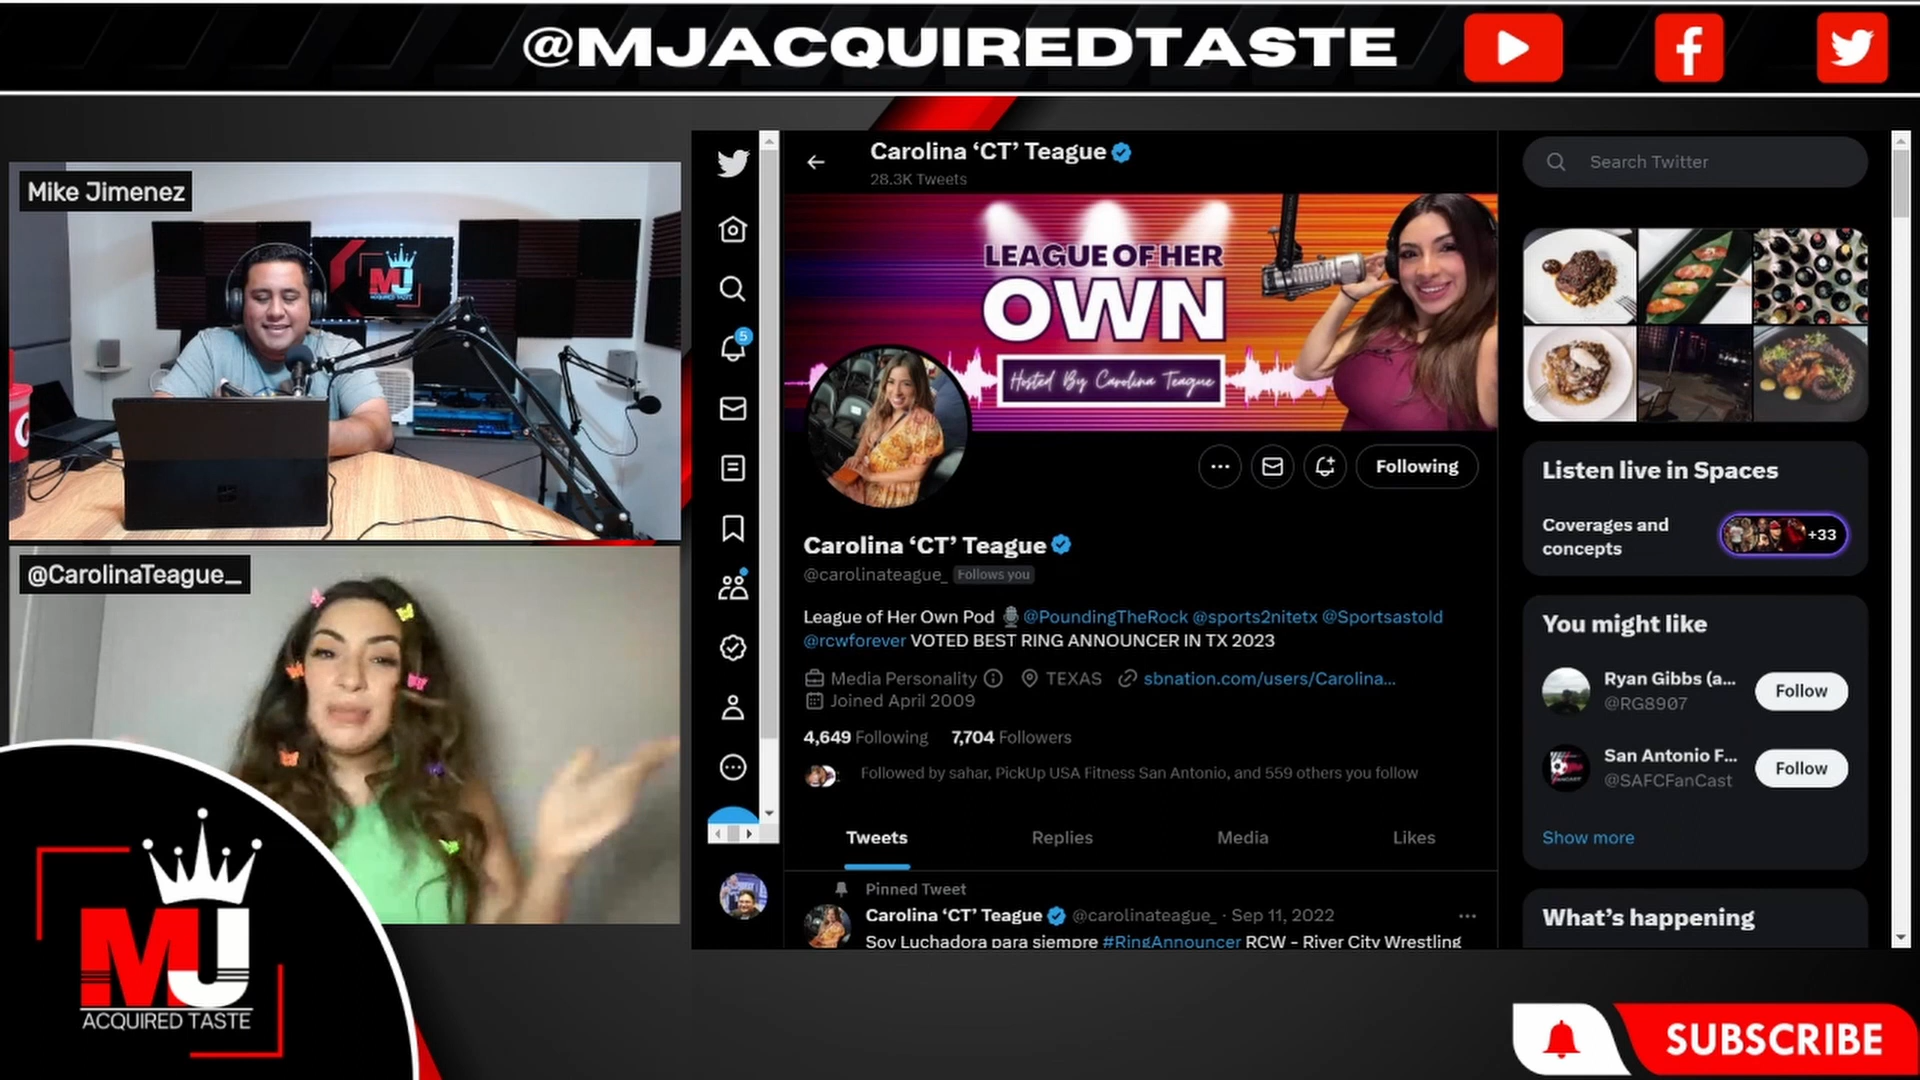 @MJACQUIREDTASTE
Mike Jimenez
MJ
ACQUIRED TASTE
@CarolinaTeague_
MJ
ACQUIRED TASTE
5
Carolina ‘CT’ Teague
28.3K Tweets
LEAGUE OF HER
OWN
Hosted By Carolina Teague
Following
Carolina ‘CT’ Teague
@carolinateague_ Follows you
League of Her Own Pod 🎙️@PoundingTheRock @sports2nitetx @Sportsastold
@rcwforever VOTED BEST RING ANNOUNCER IN TX 2023
Media Personality TEXAS sbnation.com/users/Carolina...
Joined April 2009
4,649 Following 7,704 Followers
Followed by sahar, PickUp USA Fitness San Antonio, and 559 others you follow
Tweets Replies Media Likes
Pinned Tweet
Carolina ‘CT’ Teague @carolinateague_ · Sep 11, 2022
Soy Luchadora para siempre #RingAnnouncer RCW - River City Wrestling
Search Twitter
Listen live in Spaces
Coverages and
concepts
+33
You might like
Ryan Gibbs (a...
@RG8907
Follow
San Antonio F...
@SAFCFanCast
Follow
Show more
What’s happening
SUBSCRIBE